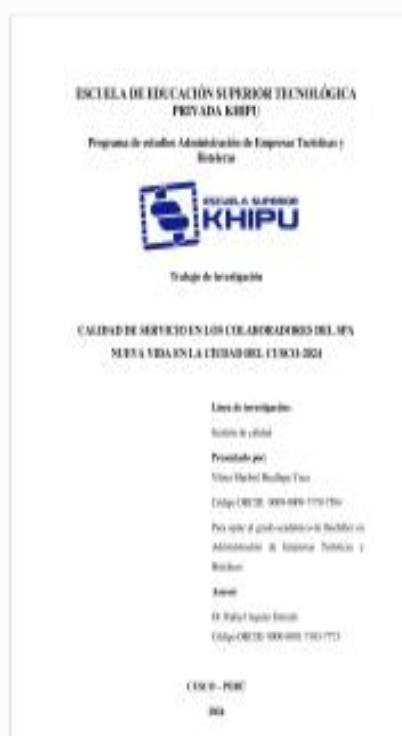 ESCUELA DE EDUCACIÓN SUPERIOR TECNOLÓGICA
PRIVADA KHIPU
Programa de estudios Administración de Empresas Turísticas y
Hoteleras
ESCUELA SUPERIOR
KHIPU
Trabajo de investigación
CALIDAD DE SERVICIO EN LOS COLABORADORES DEL SPA
NUEVA VIDA EN LA CIUDAD DEL CUSCO-2024
Línea de investigación:
Gestión de calidad
Presentado por:
Código ORCID:
Para optar al grado académico de Bachiller en
Administración de Empresas Turísticas y
Hoteleras
Asesor:
Código ORCID:
CUSCO – PERÚ
2024